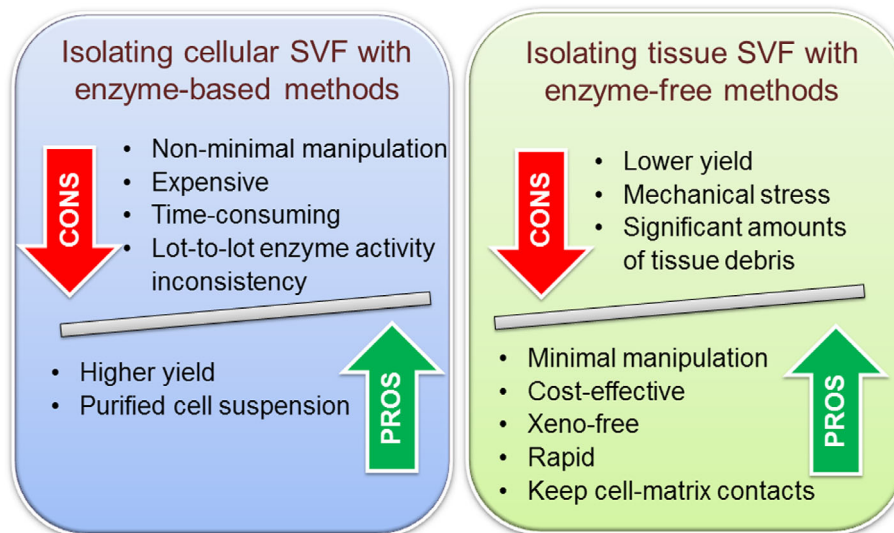 Isolating cellular SVF with
enzyme-based methods
CONS
• Non-minimal manipulation
• Expensive
• Time-consuming
• Lot-to-lot enzyme activity
inconsistency
• Higher yield
• Purified cell suspension
PROS
Isolating tissue SVF with
enzyme-free methods
CONS
• Lower yield
• Mechanical stress
• Significant amounts
of tissue debris
• Minimal manipulation
• Cost-effective
• Xeno-free
• Rapid
• Keep cell-matrix contacts
PROS